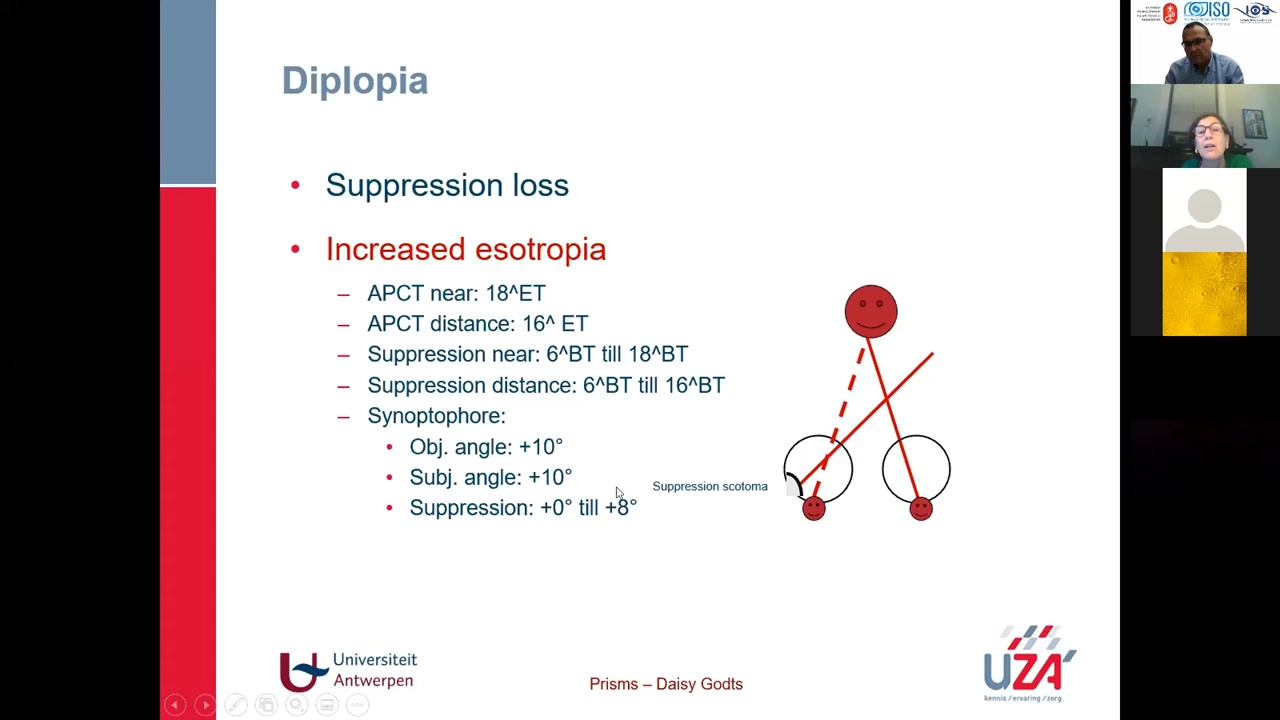 Diplopia
• Suppression loss
• Increased esotropia
– APCT near: 18^ET
– APCT distance: 16^ ET
– Suppression near: 6^BT till 18^BT
– Suppression distance: 6^BT till 16^BT
– Synoptophore:
• Obj. angle: +10°
• Subj. angle: +10°
• Suppression: +0° till +8°
Suppression scotoma
Universiteit
Antwerpen
Prisms – Daisy Godts
UZA
kennis / ervaring / zorg
ISO
IOS